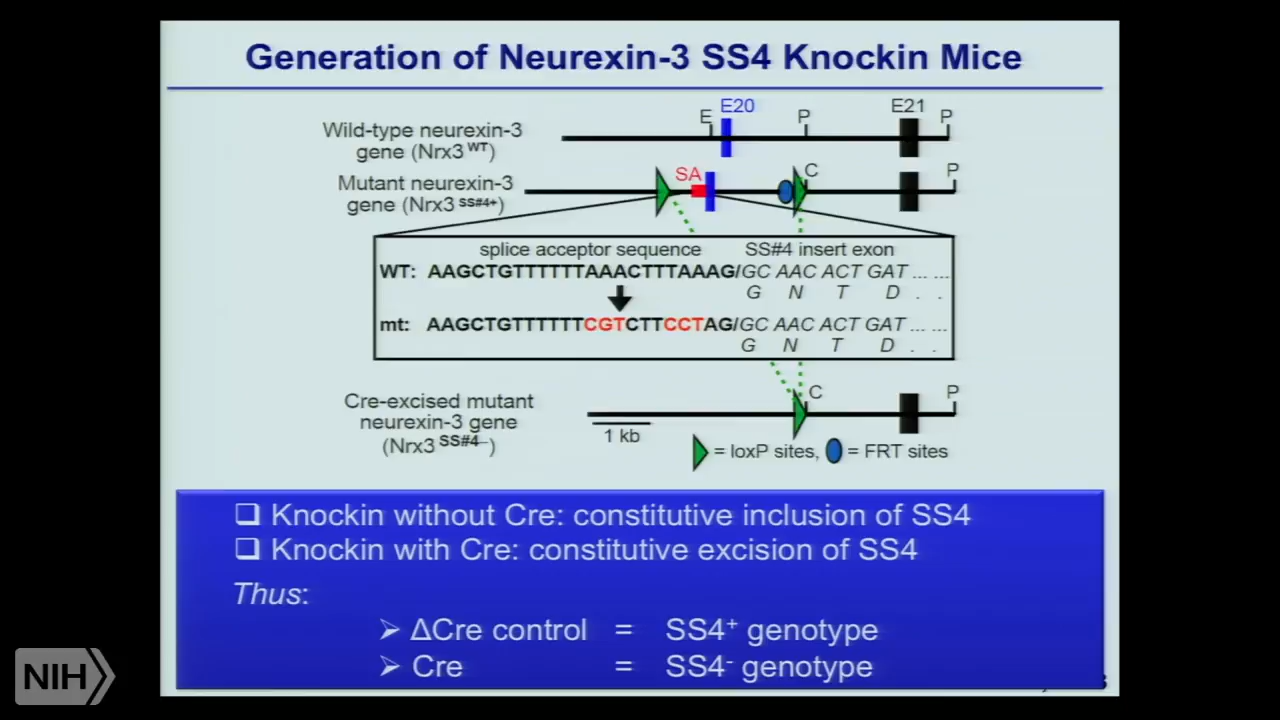 Generation of Neurexin-3 SS4 Knockin Mice
E E20 P E21 P
Wild-type neurexin-3
gene (Nrx3 WT)
SA C P
Mutant neurexin-3
gene (Nrx3 SS#4+)
splice acceptor sequence SS#4 insert exon
WT: AAGCTGTTTTTTAAACTTTAAAG/GC AAC ACT GAT ... ...
G N T D . .
mt: AAGCTGTTTTTTCGTCTTCCTAG/GC AAC ACT GAT ... ...
G N T D . .
Cre-excised mutant
neurexin-3 gene
(Nrx3 SS#4–)
C P
1 kb
= loxP sites, = FRT sites
❑ Knockin without Cre: constitutive inclusion of SS4
❑ Knockin with Cre: constitutive excision of SS4
Thus:
➢ ΔCre control = SS4+ genotype
➢ Cre = SS4- genotype
NIH